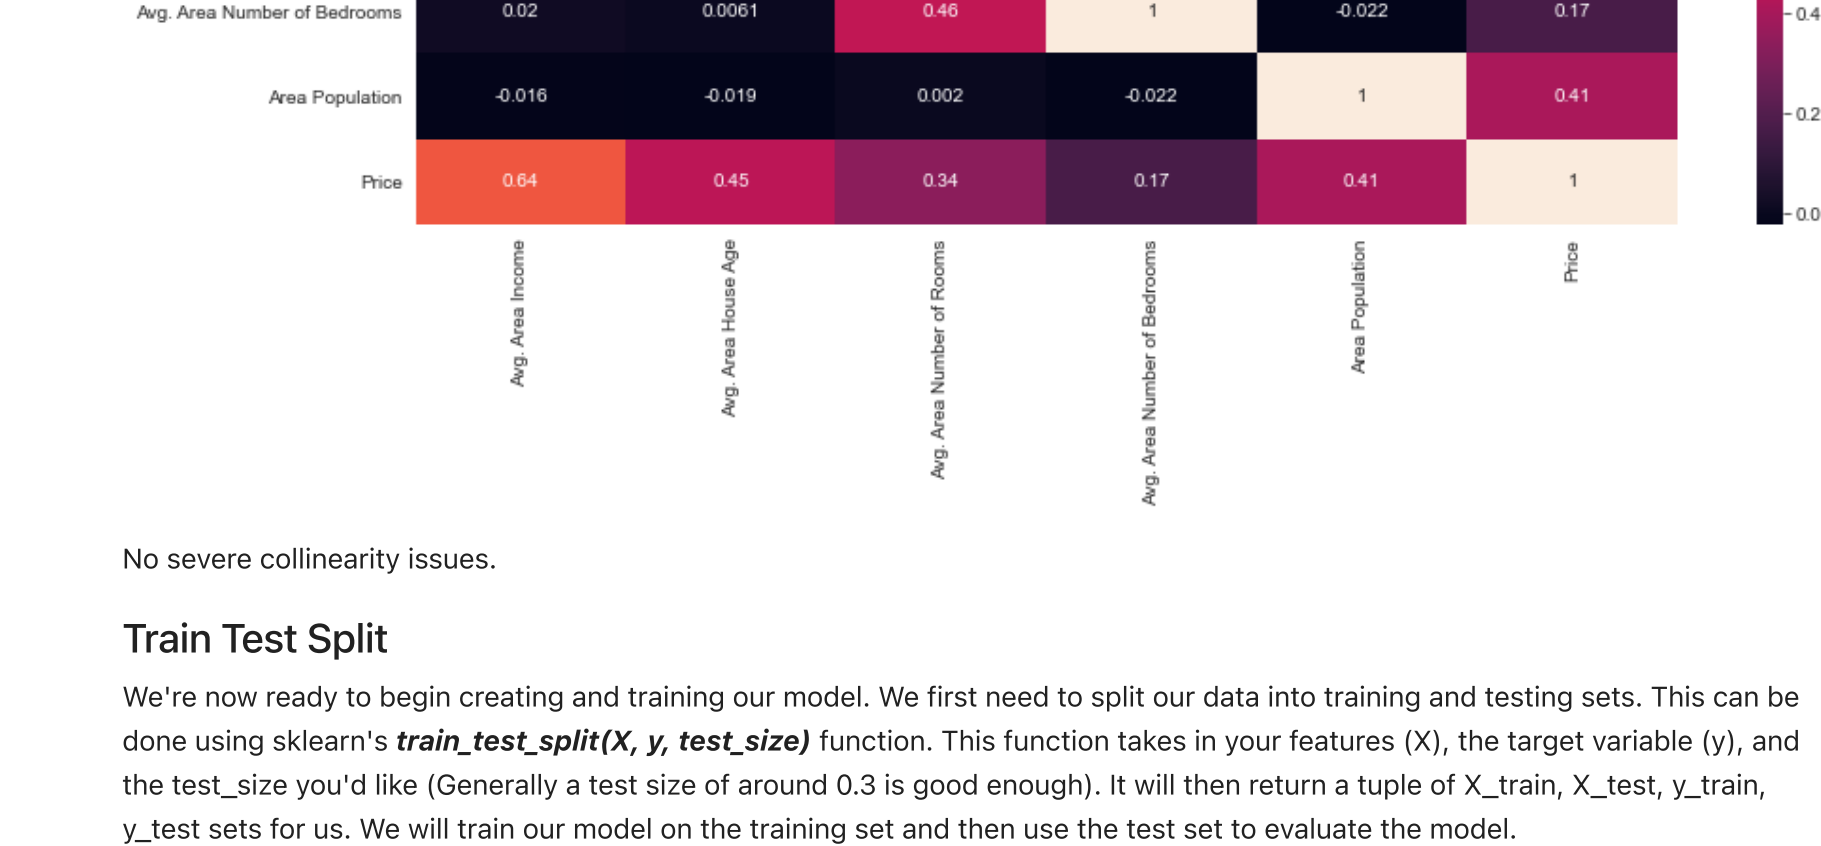 Avg. Area Number of Bedrooms 0.02 0.0061 0.46 1 -0.022 0.17 0.4
Area Population -0.016 -0.019 0.002 -0.022 1 0.41 0.2
Price 0.64 0.45 0.34 0.17 0.41 1 0.0
Avg. Area Income
Avg. Area House Age
Avg. Area Number of Rooms
Avg. Area Number of Bedrooms
Area Population
Price
No severe collinearity issues.
Train Test Split
We're now ready to begin creating and training our model. We first need to split our data into training and testing sets. This can be
done using sklearn's train_test_split(X, y, test_size) function. This function takes in your features (X), the target variable (y), and
the test_size you'd like (Generally a test size of around 0.3 is good enough). It will then return a tuple of X_train, X_test, y_train,
y_test sets for us. We will train our model on the training set and then use the test set to evaluate the model.